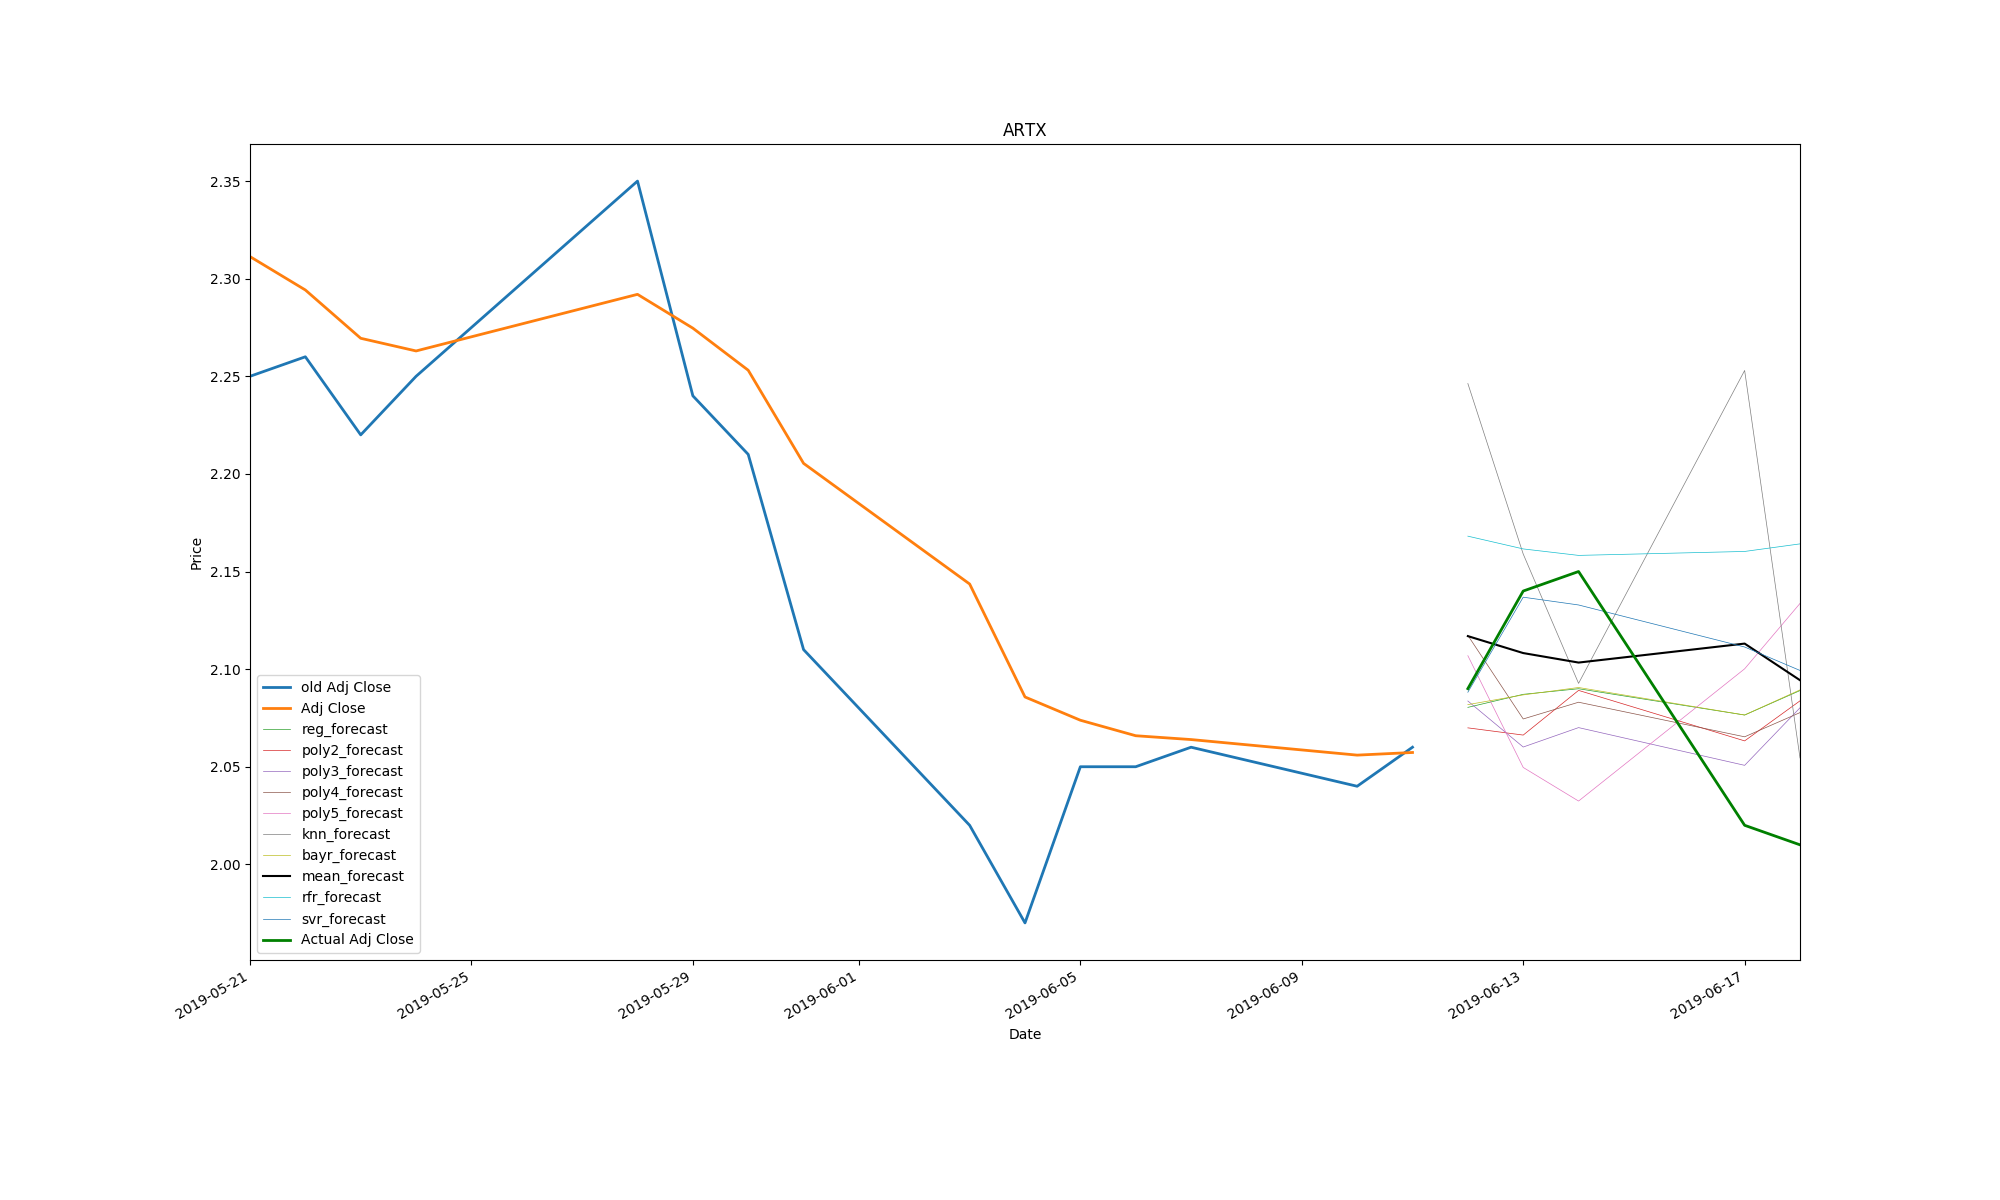 ARTX
2.35
2.30
2.25
2.20
2.15
2.10
2.05
2.00
Price
old Adj Close
Adj Close
reg_forecast
poly2_forecast
poly3_forecast
poly4_forecast
poly5_forecast
knn_forecast
bayr_forecast
mean_forecast
rfr_forecast
svr_forecast
Actual Adj Close
2019-05-21
2019-05-25
2019-05-29
2019-06-01
2019-06-05
2019-06-09
2019-06-13
2019-06-17
Date